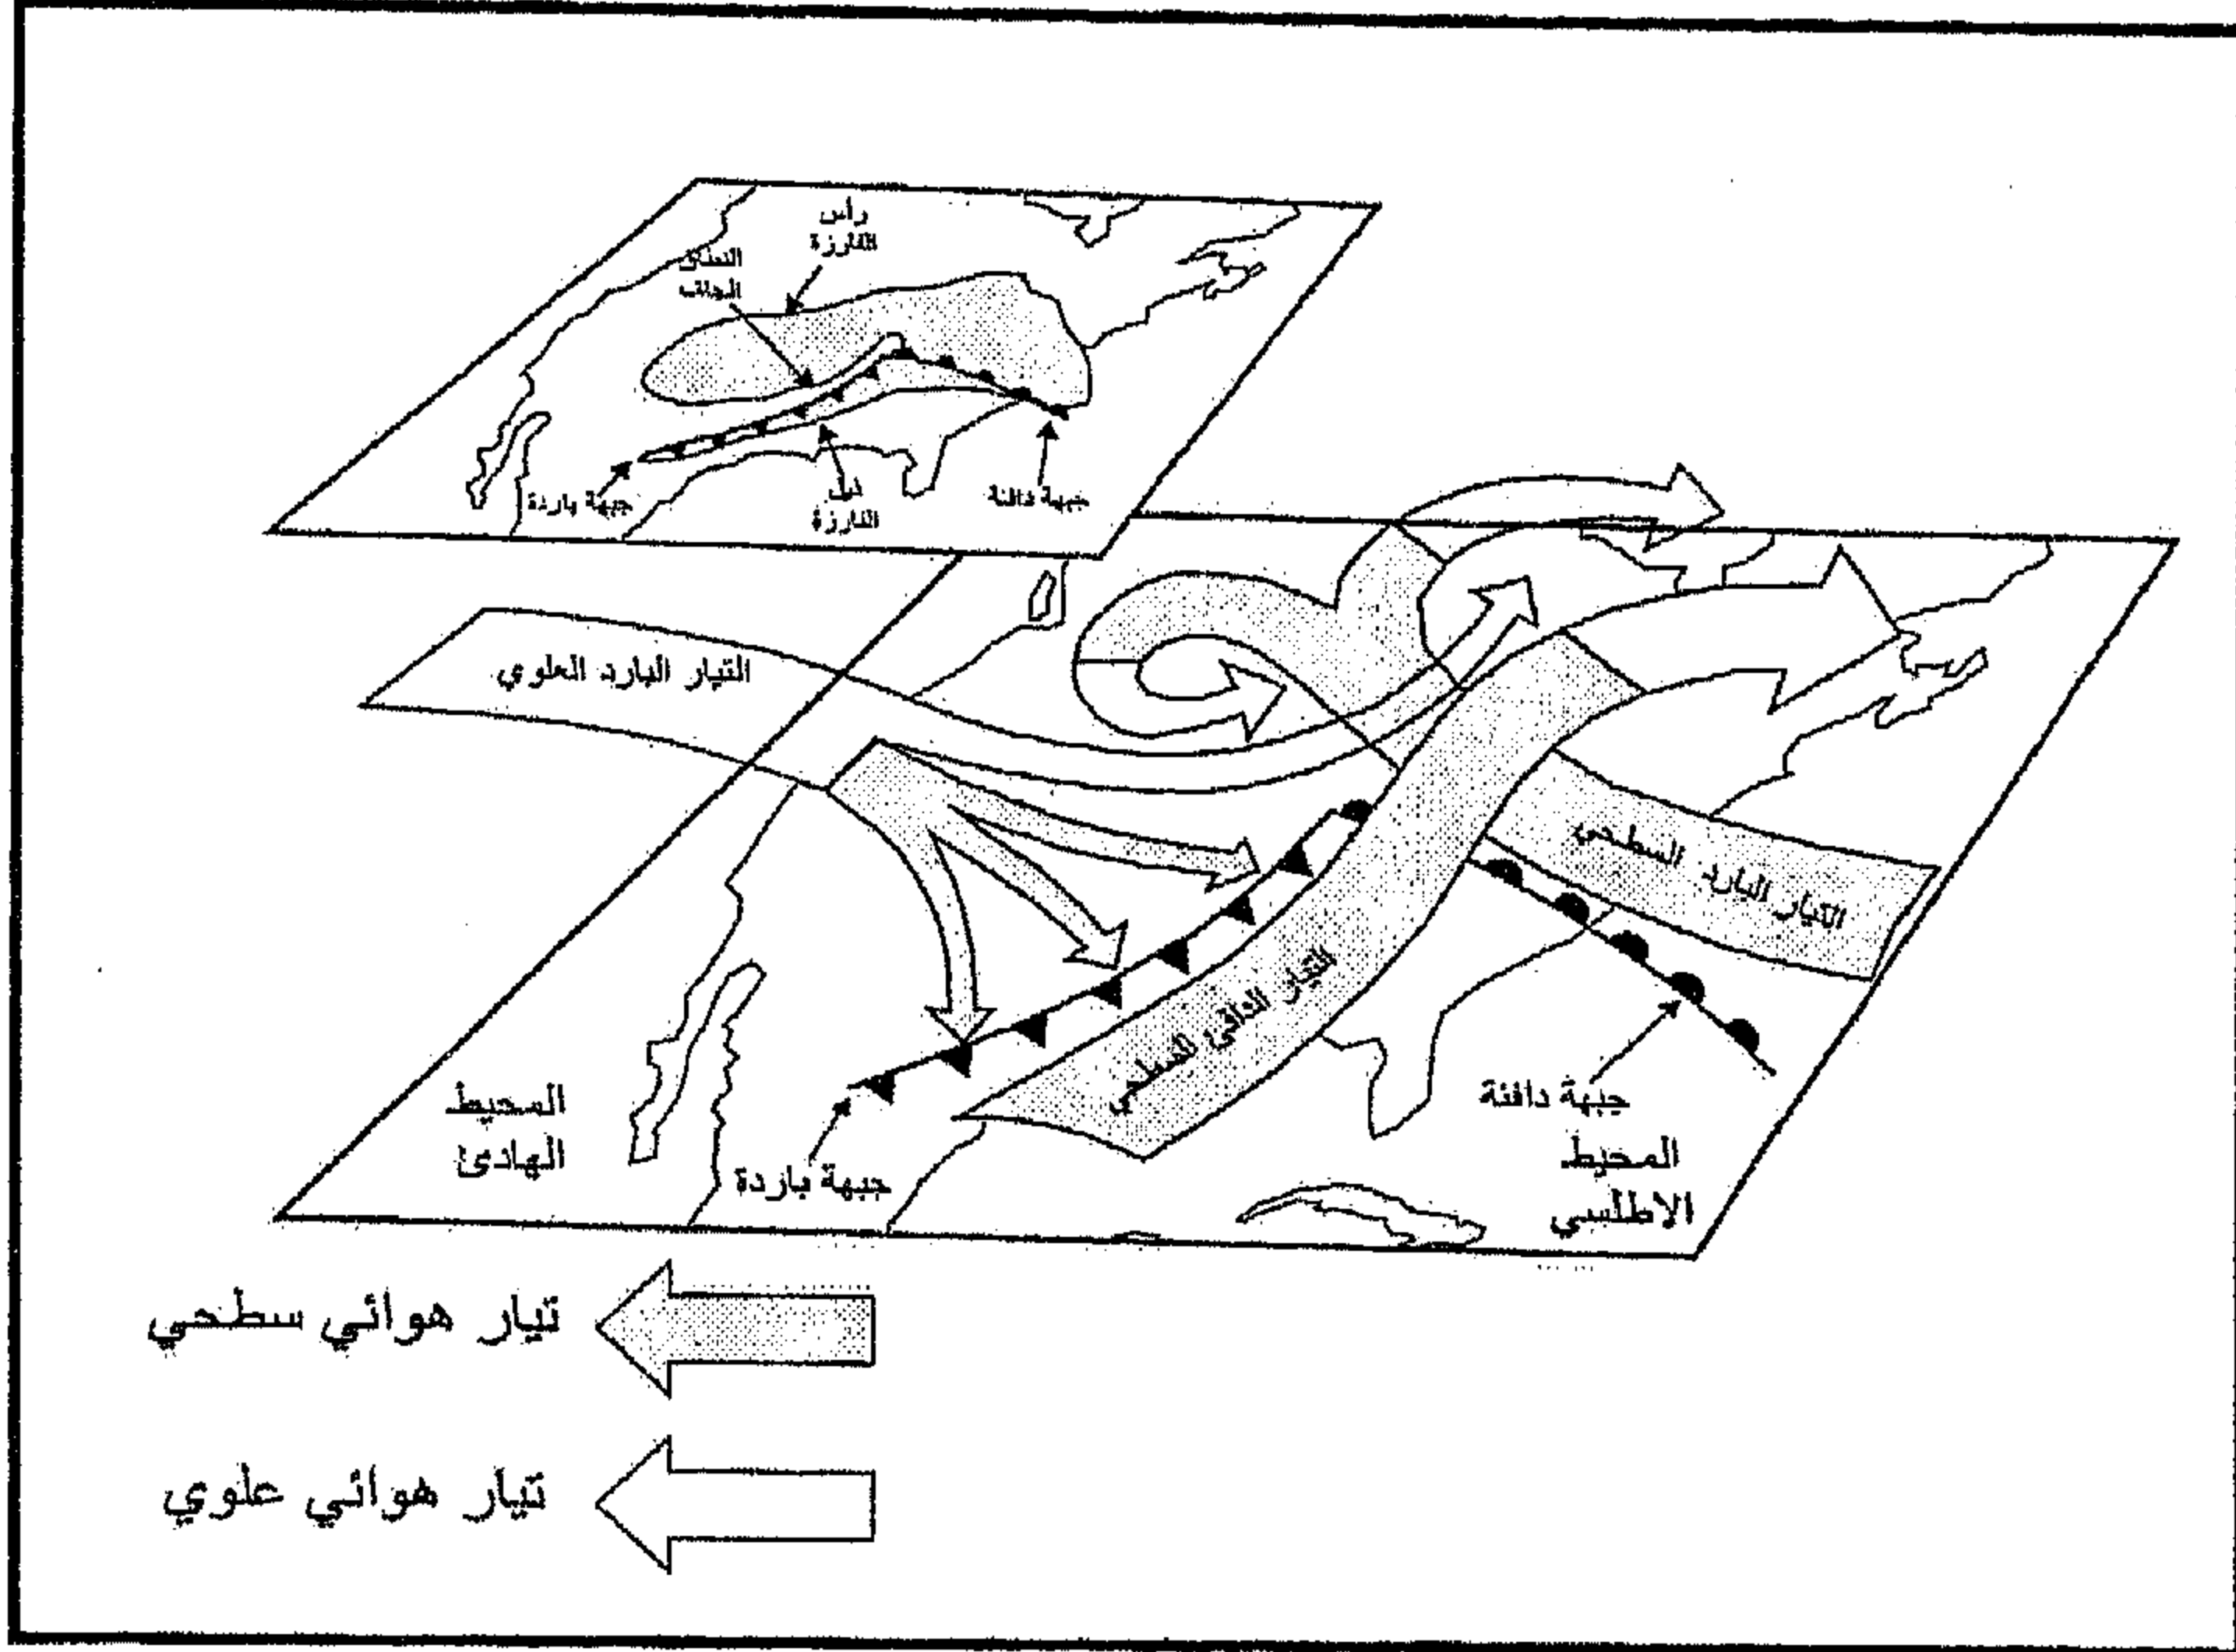 رأس
الفارزة
النطاق
الجاف
جبهة باردة
ذيل
الفارزة
جبهة دافئة
التيار البارد العلوي
التيار البارد السطحي
التيار الدافئ السطحي
جبهة دافئة
المحيط
الهادئ
جبهة باردة
المحيط
الاطلسي
تيار هوائي سطحي
تيار هوائي علوي